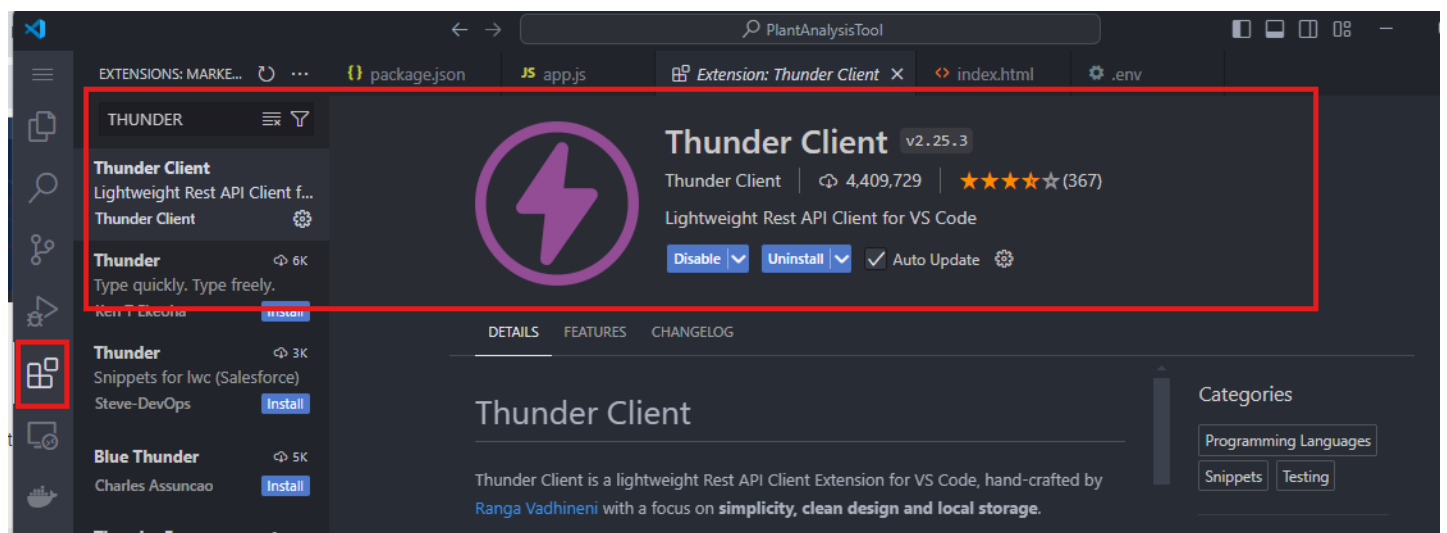 PlantAnalysisTool
EXTENSIONS: MARKE...
package.json
JS app.js
Extension: Thunder Client
index.html
.env
THUNDER
Thunder Client
Lightweight Rest API Client f...
Thunder Client
Thunder 6K
Type quickly. Type freely.
Ken T Ekeoha Install
Thunder 3K
Snippets for lwc (Salesforce)
Steve-DevOps Install
Blue Thunder 5K
Charles Assuncao Install
Thunder Client v2.25.3
Thunder Client 4,409,729 (367)
Lightweight Rest API Client for VS Code
Disable Uninstall Auto Update
DETAILS FEATURES CHANGELOG
Thunder Client
Thunder Client is a lightweight Rest API Client Extension for VS Code, hand-crafted by
Ranga Vadhineni with a focus on simplicity, clean design and local storage.
Categories
Programming Languages
Snippets Testing